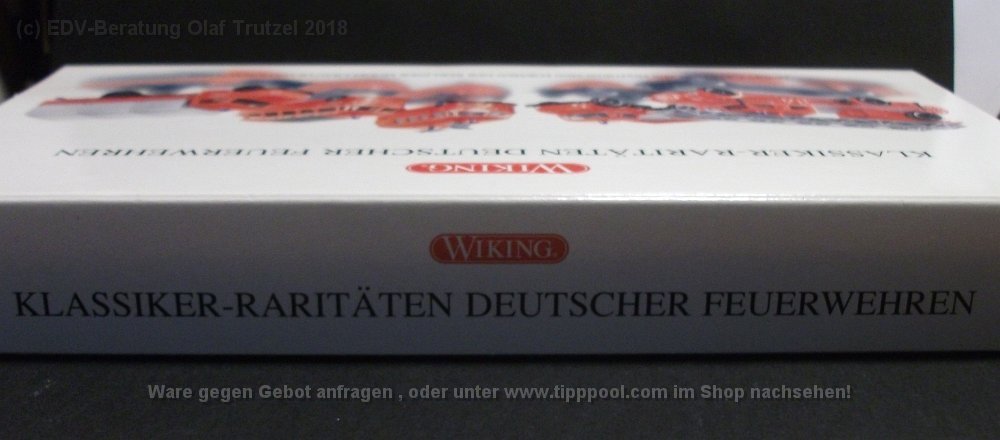 (c) EDV-Beratung Olaf Trutzel 2018
KLASSIKER-RARITÄTEN DEUTSCHER FEUERWEHREN
WIKING
WIKING
KLASSIKER-RARITÄTEN DEUTSCHER FEUERWEHREN
Ware gegen Gebot anfragen , oder unter www.tipppool.com im Shop nachsehen!